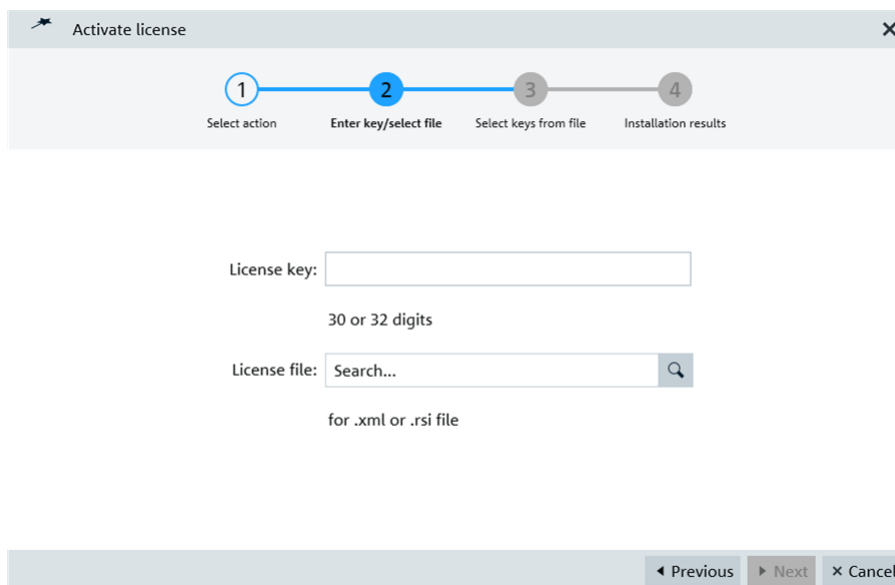 Activate license
1 2 3 4
Select action Enter key/select file Select keys from file Installation results
License key:
30 or 32 digits
License file: Search...
for .xml or .rsi file
Previous Next Cancel